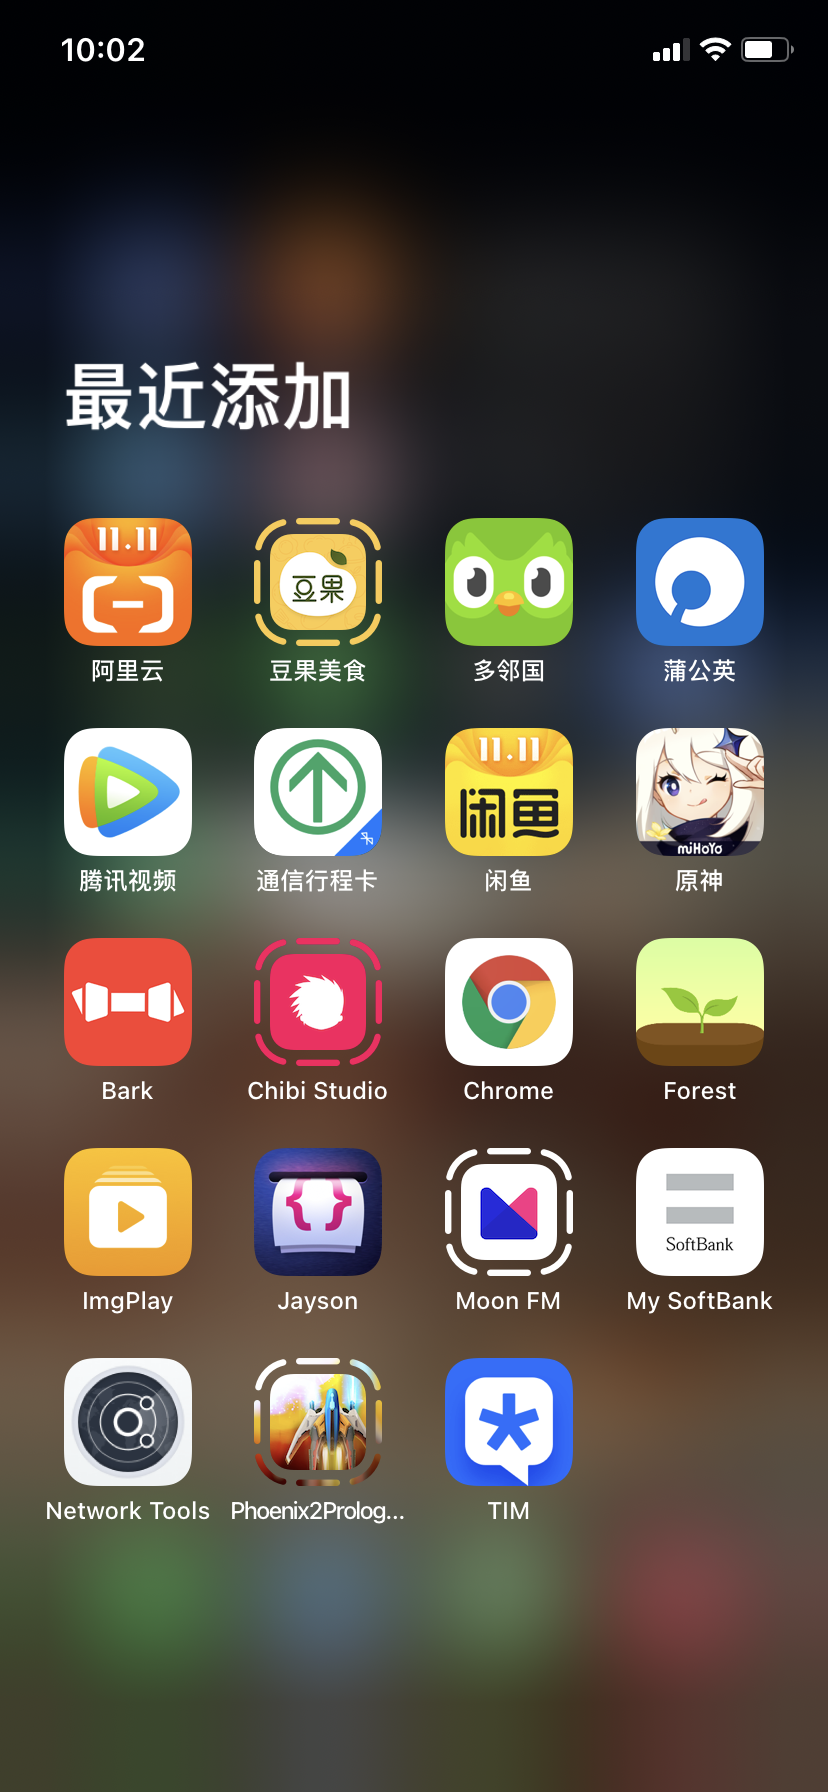 10:02
最近添加
11.11
豆果
阿里云
豆果美食
多邻国
蒲公英
11.11
闲鱼
miHoYo
腾讯视频
通信行程卡
闲鱼
原神
Bark
Chibi Studio
Chrome
Forest
{}
SoftBank
ImgPlay
Jayson
Moon FM
My SoftBank
Network Tools
Phoenix2Prolog...
TIM